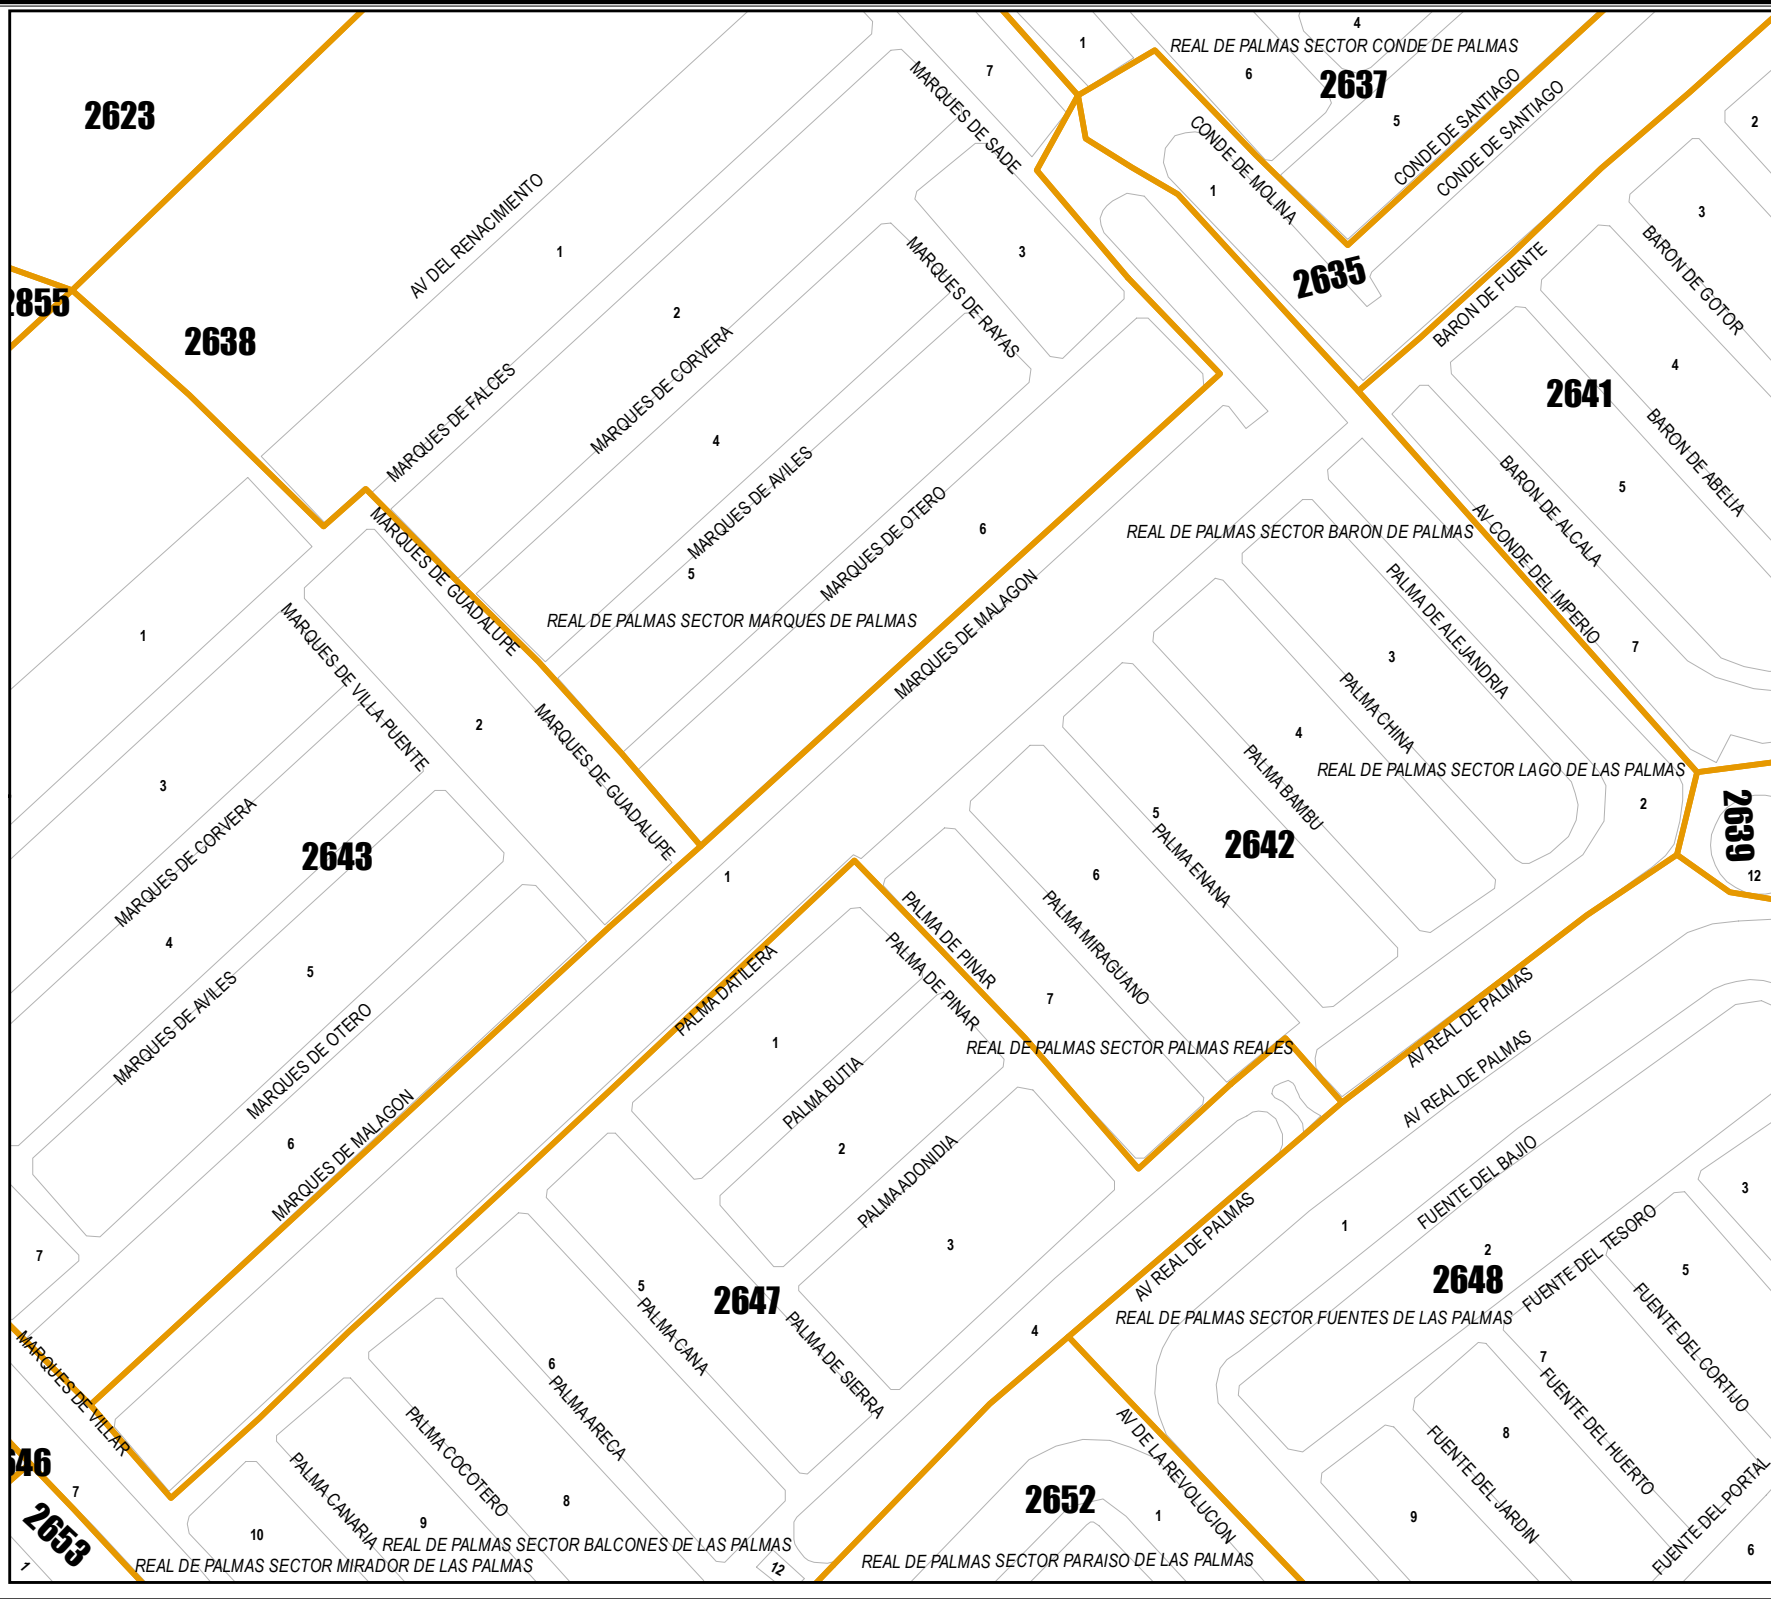 4
1
REAL DE PALMAS SECTOR CONDE DE PALMAS
7
MARQUES DE SADE
6
2637
2623
5
CONDE DE SANTIAGO
CONDE DE SANTIAGO
2
CONDE DE MOLINA
1
AV DEL RENACIMIENTO
1
3
BARON DE GOTOR
3
MARQUES DE RAYAS
2635
BARON DE FUENTE
2855
2638
2
MARQUES DE CORVERA
MARQUES DE FALCES
4
2641
BARON DE ABELIA
4
MARQUES DE AVILES
MARQUES DE OTERO
6
5
BARON DE ALCALA
AV CONDE DEL IMPERIO
REAL DE PALMAS SECTOR BARON DE PALMAS
MARQUES DE GUADALUPE
5
REAL DE PALMAS SECTOR MARQUES DE PALMAS
MARQUES DE MALAGON
PALMA DE ALEJANDRIA
7
1
MARQUES DE VILLA PUENTE
3
PALMA CHINA
2
MARQUES DE GUADALUPE
4
PALMA BAMBU
REAL DE PALMAS SECTOR LAGO DE LAS PALMAS
3
2
2639
12
MARQUES DE CORVERA
2643
5
PALMA ENANA
2642
1
6
PALMA MIRAGUANO
PALMA DE PINAR
PALMA DE PINAR
4
5
PALMA DATILERA
7
MARQUES DE AVILES
MARQUES DE OTERO
1
REAL DE PALMAS SECTOR PALMAS REALES
AV REAL DE PALMAS
AV REAL DE PALMAS
PALMA BUTIA
6
MARQUES DE MALAGON
2
PALMA ADONIDIA
FUENTE DEL BAJIO
3
7
3
AV REAL DE PALMAS
1
2
2648
FUENTE DEL TESORO
5
5
PALMA CANA
2647
PALMA DE SIERRA
4
REAL DE PALMAS SECTOR FUENTES DE LAS PALMAS
FUENTE DEL CORTIJO
MARQUES DE VILLAR
6
PALMA ARECA
7
FUENTE DEL HUERTO
PALMA COCOTERO
AV DE LA REVOLUCION
8
FUENTE DEL JARDIN
646
7
PALMA CANARIA
8
2652
1
9
FUENTE DEL PORTAL
2653
10
9
REAL DE PALMAS SECTOR BALCONES DE LAS PALMAS
6
1
REAL DE PALMAS SECTOR MIRADOR DE LAS PALMAS
12
REAL DE PALMAS SECTOR PARAISO DE LAS PALMAS